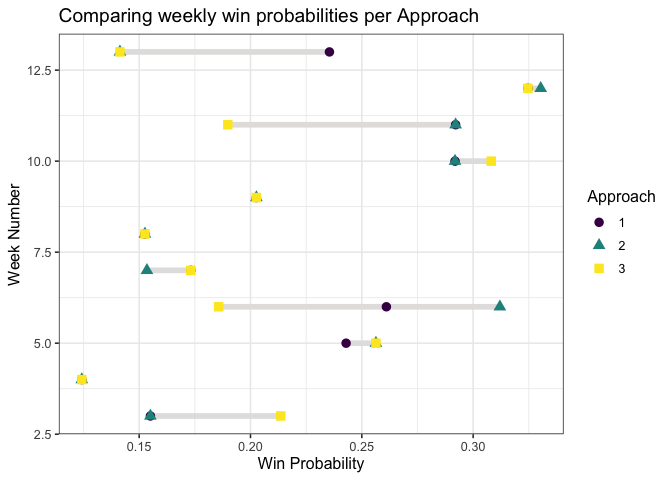 Comparing weekly win probabilities per Approach
12.5
10.0
7.5
5.0
2.5
Week Number
0.15 0.20 0.25 0.30
Win Probability
Approach
1
2
3